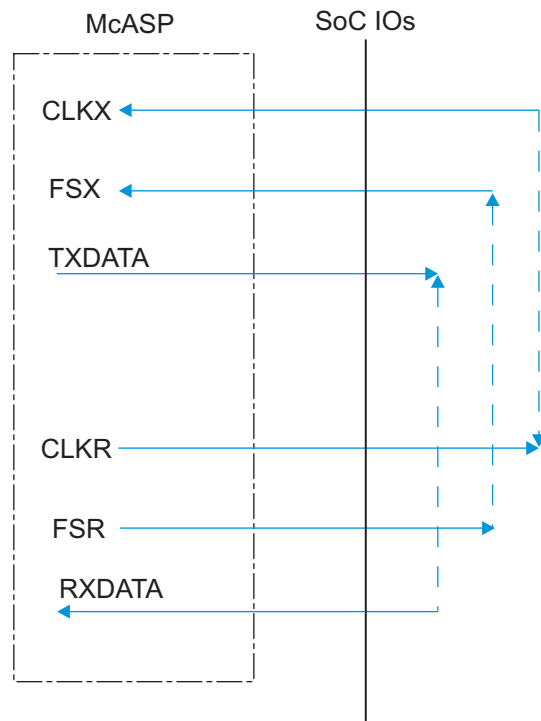 McASP
SoC IOs
CLKX
FSX
TXDATA
CLKR
FSR
RXDATA